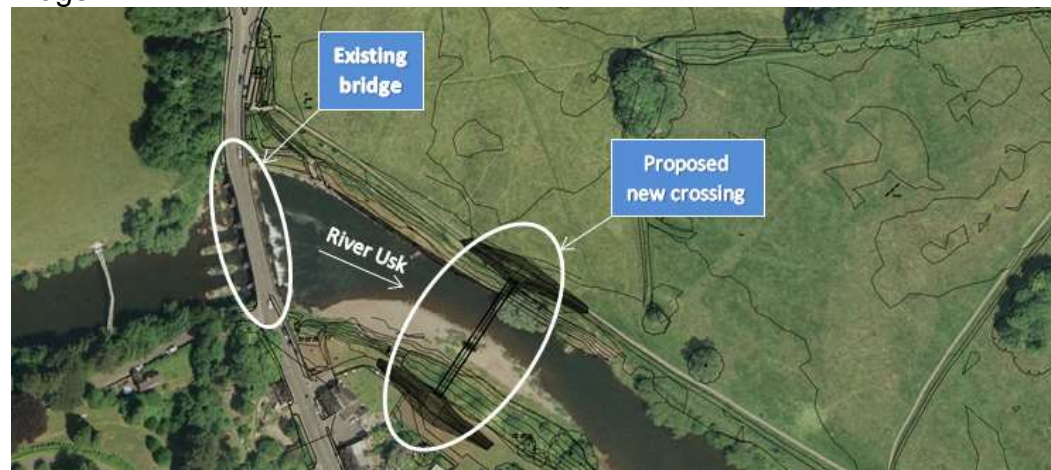 Existing
bridge
Proposed
new crossing
River Usk